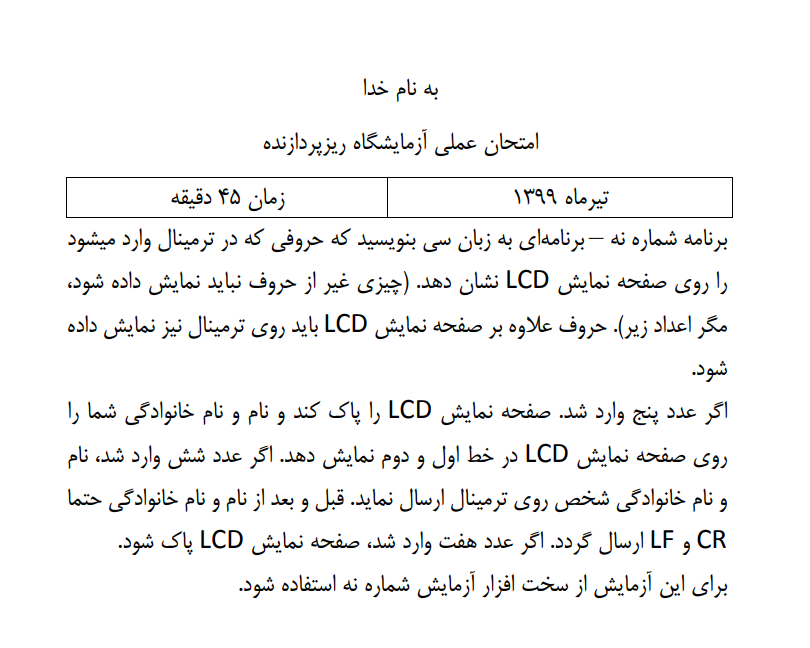 به نام خدا
امتحان عملی آزمایشگاه ریزپردازنده
تیرماه ۱۳۹۹
زمان ۴۵ دقیقه
برنامه شماره نه – برنامه‌ای به زبان سی بنویسید که حروفی که در ترمینال وارد میشود
را روی صفحه نمایش LCD نشان دهد. (چیزی غیر از حروف نباید نمایش داده شود،
مگر اعداد زیر). حروف علاوه بر صفحه نمایش LCD باید روی ترمینال نیز نمایش داده
شود.
اگر عدد پنج وارد شد. صفحه نمایش LCD را پاک کند و نام و نام خانوادگی شما را
روی صفحه نمایش LCD در خط اول و دوم نمایش دهد. اگر عدد شش وارد شد، نام
و نام خانوادگی شخص روی ترمینال ارسال نماید. قبل و بعد از نام و نام خانوادگی حتما
CR و LF ارسال گردد. اگر عدد هفت وارد شد، صفحه نمایش LCD پاک شود.
برای این آزمایش از سخت افزار آزمایش شماره نه استفاده شود.